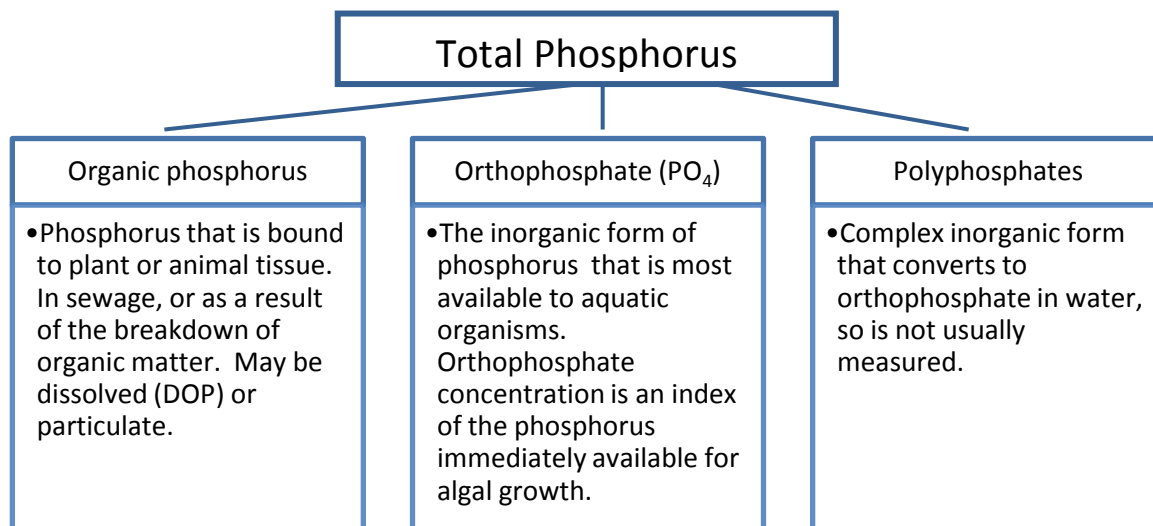 Total Phosphorus
Organic phosphorus
•Phosphorus that is bound
to plant or animal tissue.
In sewage, or as a result
of the breakdown of
organic matter.  May be
dissolved (DOP) or
particulate.
Orthophosphate (PO₄)
•The inorganic form of
phosphorus  that is most
available to aquatic
organisms.
Orthophosphate
concentration is an index
of the phosphorus
immediately available for
algal growth.
Polyphosphates
•Complex inorganic form
that converts to
orthophosphate in water,
so is not usually
measured.